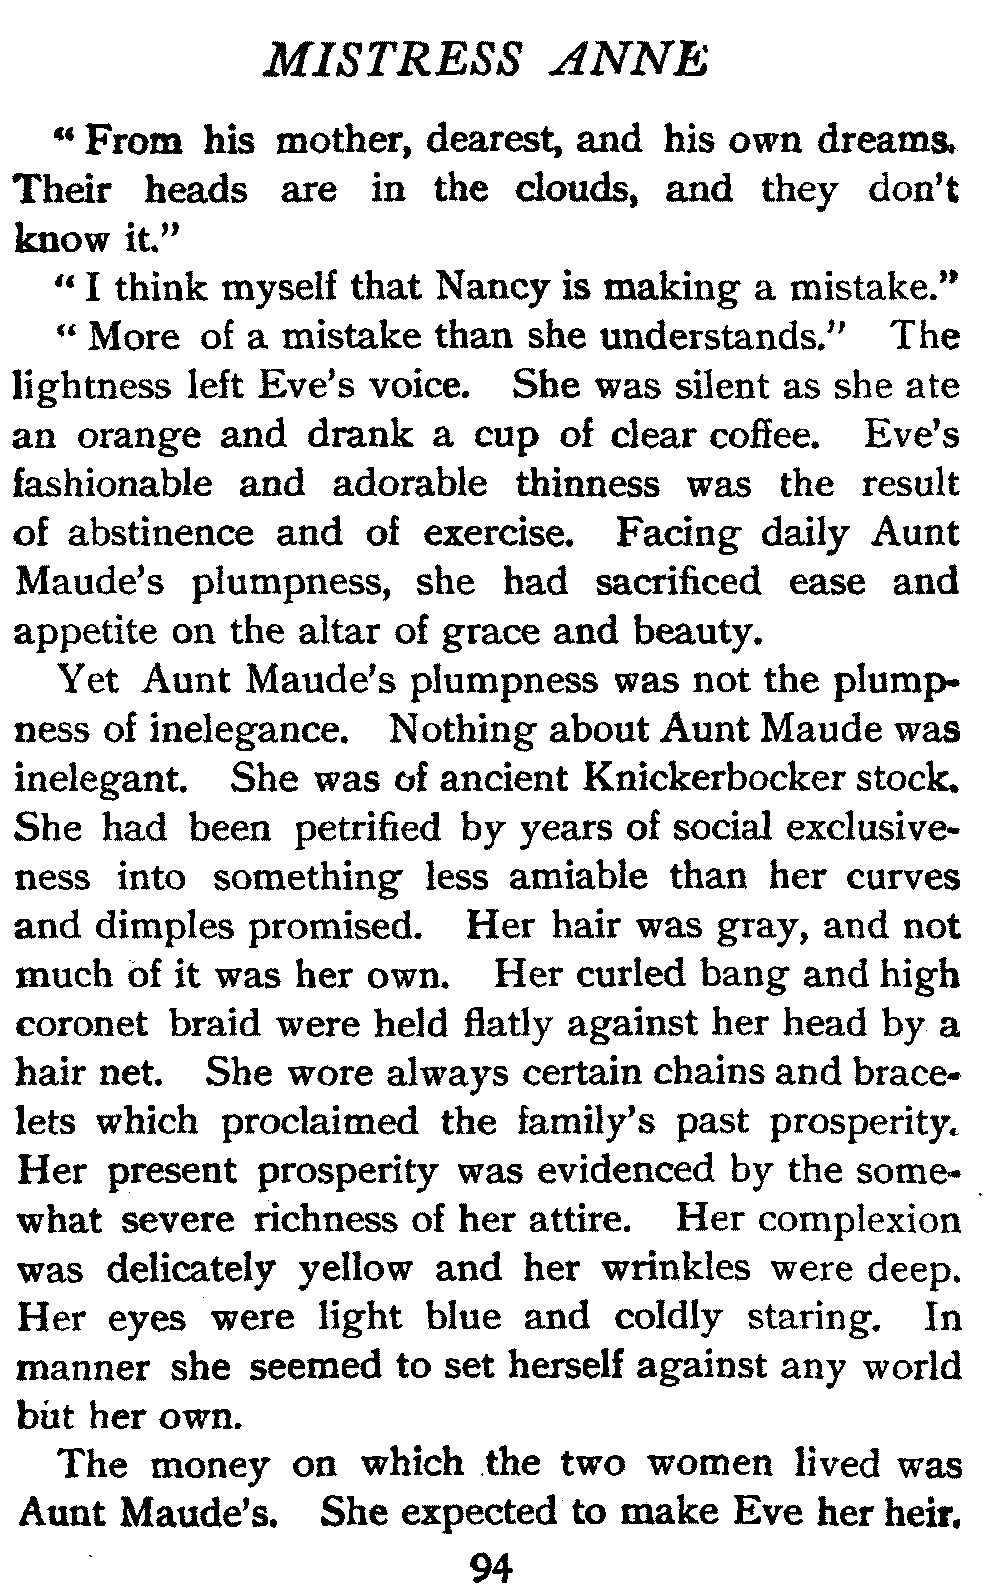 MISTRESS ANNE
“ From his mother, dearest, and his own dreams.
Their heads are in the clouds, and they don’t
know it.”
“ I think myself that Nancy is making a mistake.”
“ More of a mistake than she understands.” The
lightness left Eve’s voice. She was silent as she ate
an orange and drank a cup of clear coffee. Eve’s
fashionable and adorable thinness was the result
of abstinence and of exercise. Facing daily Aunt
Maude’s plumpness, she had sacrificed ease and
appetite on the altar of grace and beauty.
Yet Aunt Maude’s plumpness was not the plump-
ness of inelegance. Nothing about Aunt Maude was
inelegant. She was of ancient Knickerbocker stock.
She had been petrified by years of social exclusive-
ness into something less amiable than her curves
and dimples promised. Her hair was gray, and not
much of it was her own. Her curled bang and high
coronet braid were held flatly against her head by a
hair net. She wore always certain chains and brace-
lets which proclaimed the family’s past prosperity.
Her present prosperity was evidenced by the some-
what severe richness of her attire. Her complexion
was delicately yellow and her wrinkles were deep.
Her eyes were light blue and coldly staring. In
manner she seemed to set herself against any world
but her own.
The money on which the two women lived was
Aunt Maude’s. She expected to make Eve her heir.
94